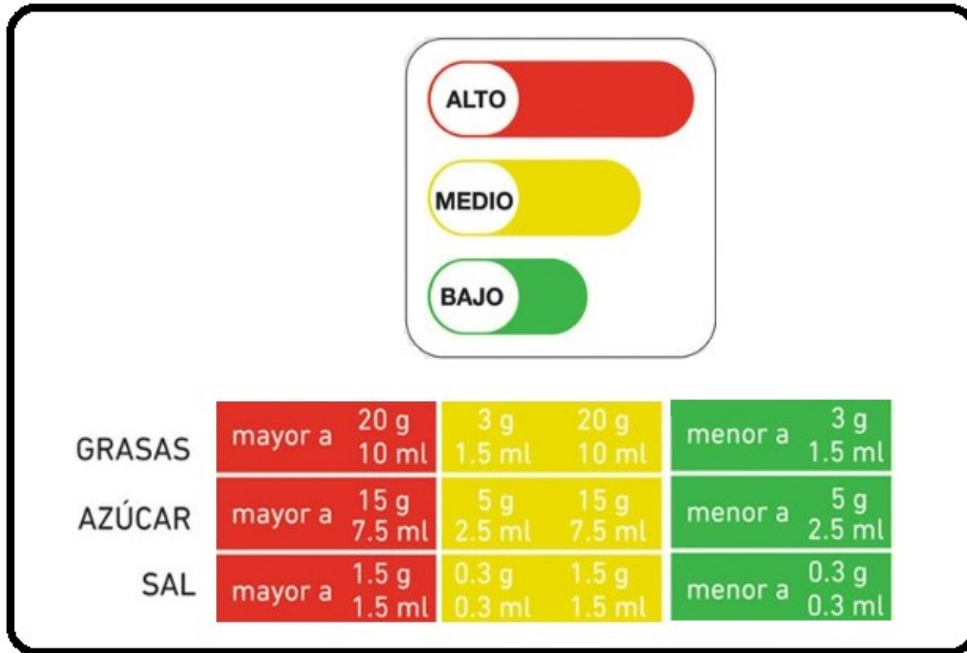 ALTO
MEDIO
BAJO
GRASAS mayor a 20 g 3 g 20 g menor a 3 g
10 ml 1.5 ml 10 ml 1.5 ml
AZÚCAR mayor a 15 g 5 g 15 g menor a 5 g
7.5 ml 2.5 ml 7.5 ml 2.5 ml
SAL mayor a 1.5 g 0.3 g 1.5 g menor a 0.3 g
1.5 ml 0.3 ml 1.5 ml 0.3 ml